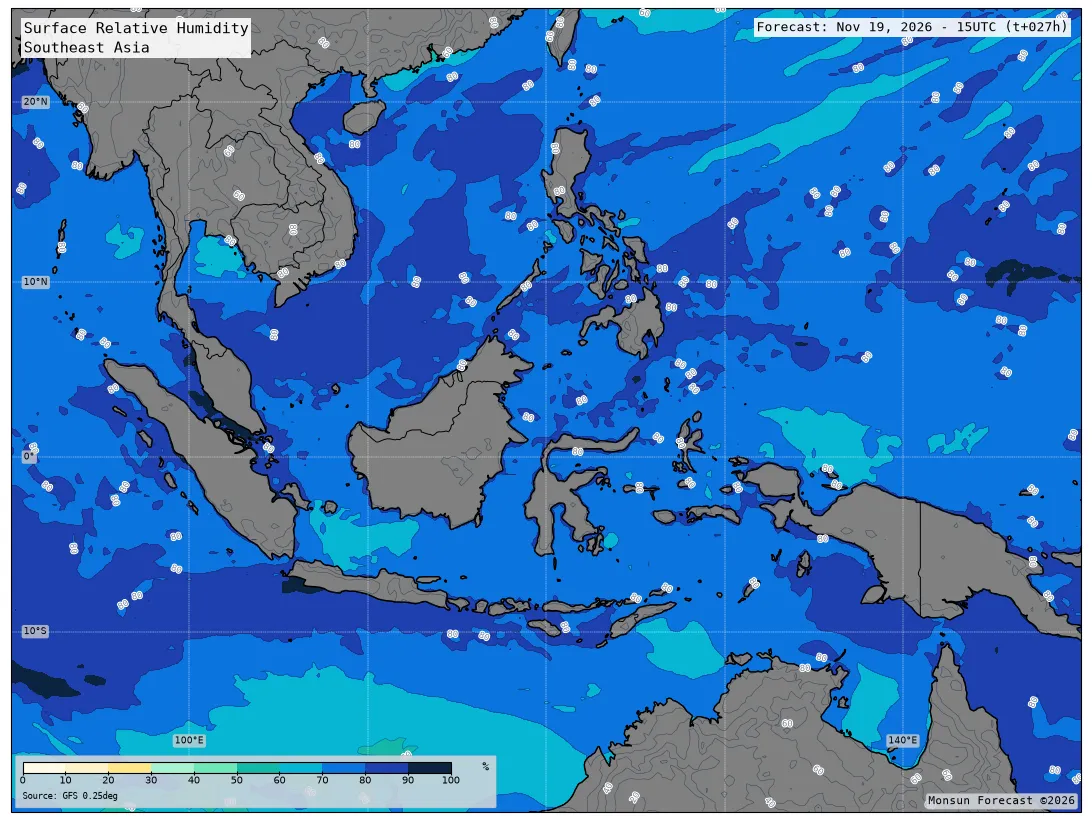 Surface Relative Humidity
Southeast Asia
Forecast: Nov 19, 2026 - 15UTC (t+027h)
20°N
10°N
0°
10°S
100°E
140°E
0 10 20 30 40 50 60 70 80 90 100
%
Source: GFS 0.25deg
Monsun Forecast ©2026